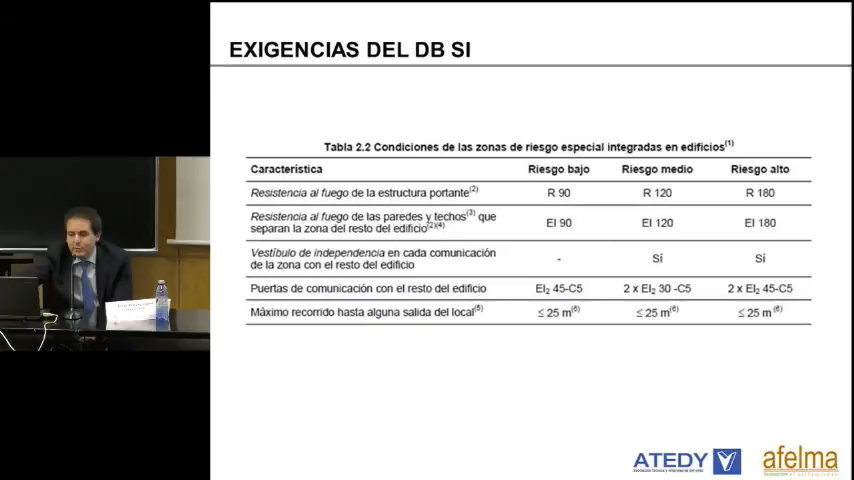 EXIGENCIAS DEL DB SI
Tabla 2.2 Condiciones de las zonas de riesgo especial integradas en edificios(1)
Característica Riesgo bajo Riesgo medio Riesgo alto
Resistencia al fuego de la estructura portante(2) R 90 R 120 R 180
Resistencia al fuego de las paredes y techos(3) que
separan la zona del resto del edificio(2)(4) EI 90 EI 120 EI 180
Vestíbulo de independencia en cada comunicación
de la zona con el resto del edificio - Sí Sí
Puertas de comunicación con el resto del edificio EI2 45-C5 2 x EI2 30 -C5 2 x EI2 45-C5
Máximo recorrido hasta alguna salida del local(5) ≤ 25 m(6) ≤ 25 m(6) ≤ 25 m(6)
ATEDY
afelma